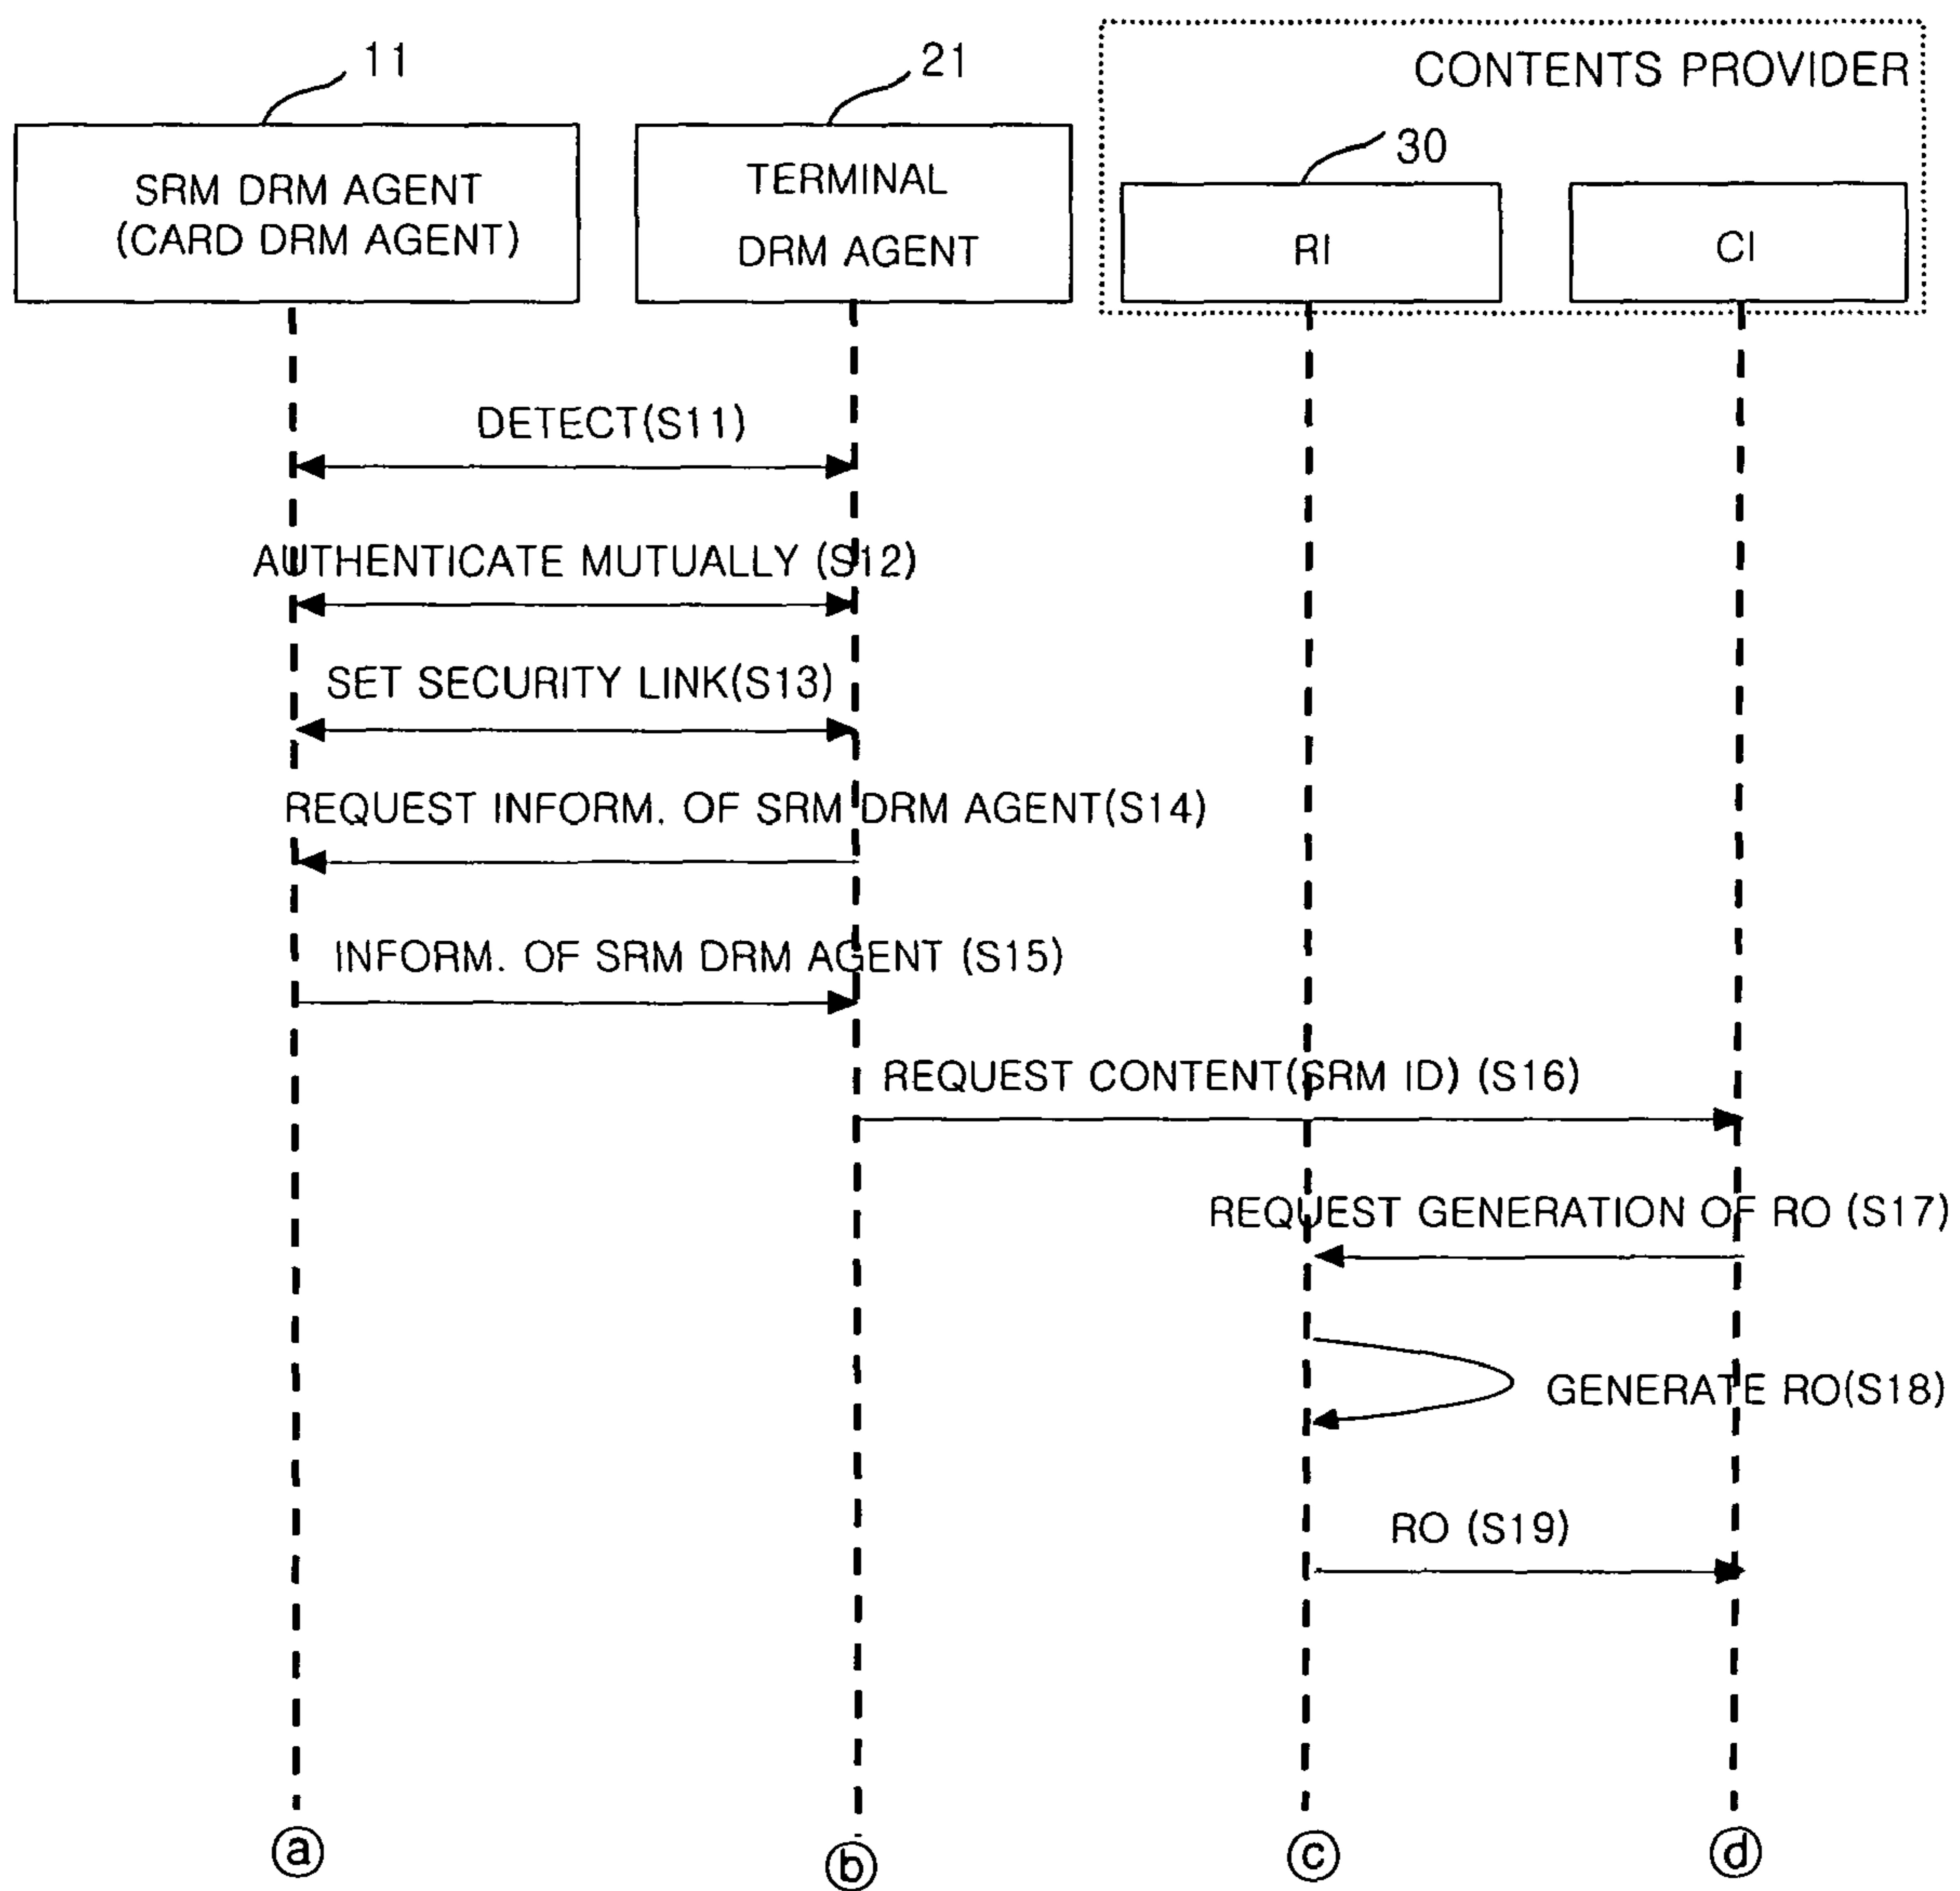 11
21
CONTENTS PROVIDER
30
SRM DRM AGENT
(CARD DRM AGENT)
TERMINAL
DRM AGENT
RI
CI
DETECT(S11)
AUTHENTICATE MUTUALLY (S12)
SET SECURITY LINK(S13)
REQUEST INFORM. OF SRM DRM AGENT(S14)
INFORM. OF SRM DRM AGENT (S15)
REQUEST CONTENT(SRM ID) (S16)
REQUEST GENERATION OF RO (S17)
GENERATE RO(S18)
RO (S19)
ⓐ
ⓑ
ⓒ
ⓓ